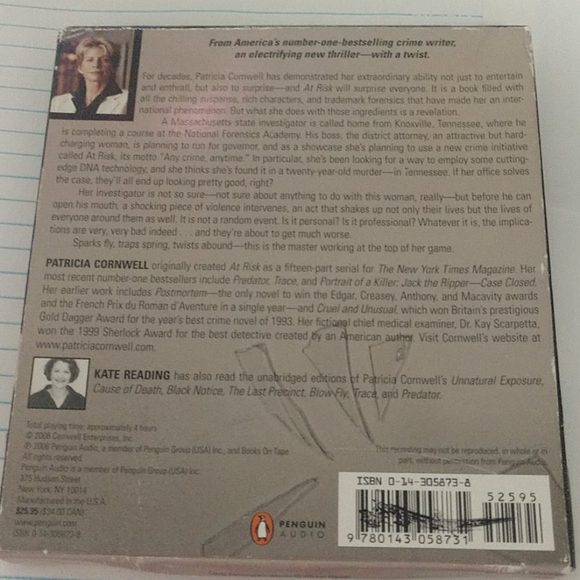 From America's number-one-bestselling crime writer,
an electrifying new thriller—with a twist.
For decades, Patricia Cornwell has demonstrated her extraordinary ability not just to entertain
and enthrall, but also to surprise—and At Risk will surprise everyone. It is a book filled with
all the chilling suspense, rich characters, and trademark forensics that have made her an inter-
national phenomenon. But what she does with those ingredients is a revelation.
A Massachusetts state investigator is called home from Knoxville, Tennessee, where he
is completing a course at the National Forensics Academy. His boss, the district attorney, an attractive but hard-
charging woman, is planning to run for governor, and as a showcase she's planning to use a new crime initiative
called At Risk, its motto "Any crime, anytime." In particular, she's been looking for a way to employ some cutting-
edge DNA technology, and she thinks she's found it in a twenty-year-old murder—in Tennessee. If her office solves
the case, they'll all end up looking pretty good, right?
Her investigator is not so sure—not sure about anything to do with this woman, really—but before he can
open his mouth, a shocking piece of violence intervenes, an act that shakes up not only their lives but the lives of
everyone around them as well. It is not a random event. Is it personal? Is it professional? Whatever it is, the implica-
tions are very, very bad indeed . . . and they're about to get much worse.
Sparks fly, traps spring, twists abound—this is the master working at the top of her game.
PATRICIA CORNWELL originally created At Risk as a fifteen-part serial for The New York Times Magazine. Her
most recent number-one bestsellers include Predator, Trace, and Portrait of a Killer: Jack the Ripper—Case Closed.
Her earlier work includes Postmortem—the only novel to win the Edgar, Creasey, Anthony, and Macavity awards
and the French Prix du Roman d'Aventure in a single year—and Cruel and Unusual, which won Britain's prestigious
Gold Dagger Award for the year's best crime novel of 1993. Her fictional chief medical examiner, Dr. Kay Scarpetta,
won the 1999 Sherlock Award for the best detective created by an American author. Visit Cornwell's website at
www.patriciacornwell.com.
KATE READING has also read the unabridged editions of Patricia Cornwell's Unnatural Exposure,
Cause of Death, Black Notice, The Last Precinct, Blow Fly, Trace, and Predator.
Total playing time: approximately 4 hours
© 2006 Cornwell Enterprises, Inc.
℗ 2006 Penguin Audio, a member of Penguin Group (USA) Inc., and Books On Tape
All rights reserved.
Penguin Audio is a member of Penguin Group (USA) Inc.
375 Hudson Street
New York, NY 10014
Manufactured in the U.S.A.
$25.95 ($34.00 CAN)
www.penguin.com
ISBN 0-14-305873-8
This recording may not be reproduced, in whole or in
part, without permission from Penguin Audio.
PENGUIN
AUDIO
ISBN 0-14-305873-8
52595
9 780143 058731